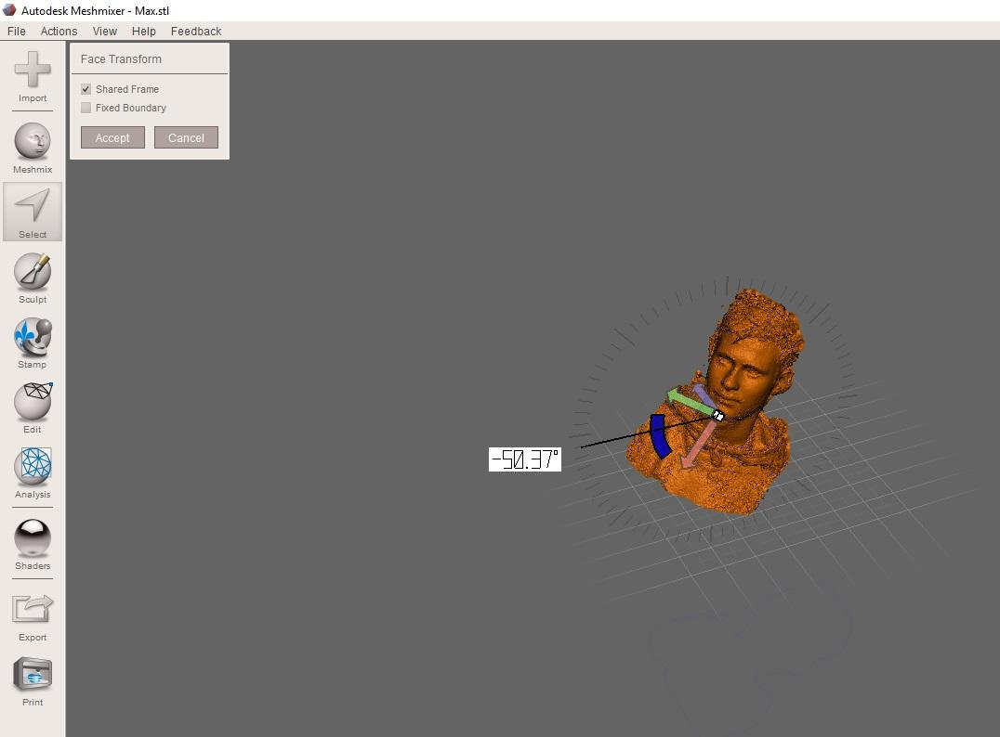 Autodesk Meshmixer - Max.stl
File Actions View Help Feedback
Face Transform
Shared Frame
Fixed Boundary
Accept Cancel
Import
Meshmix
Select
Sculpt
Stamp
Edit
Analysis
Shaders
Export
Print
-50.37°